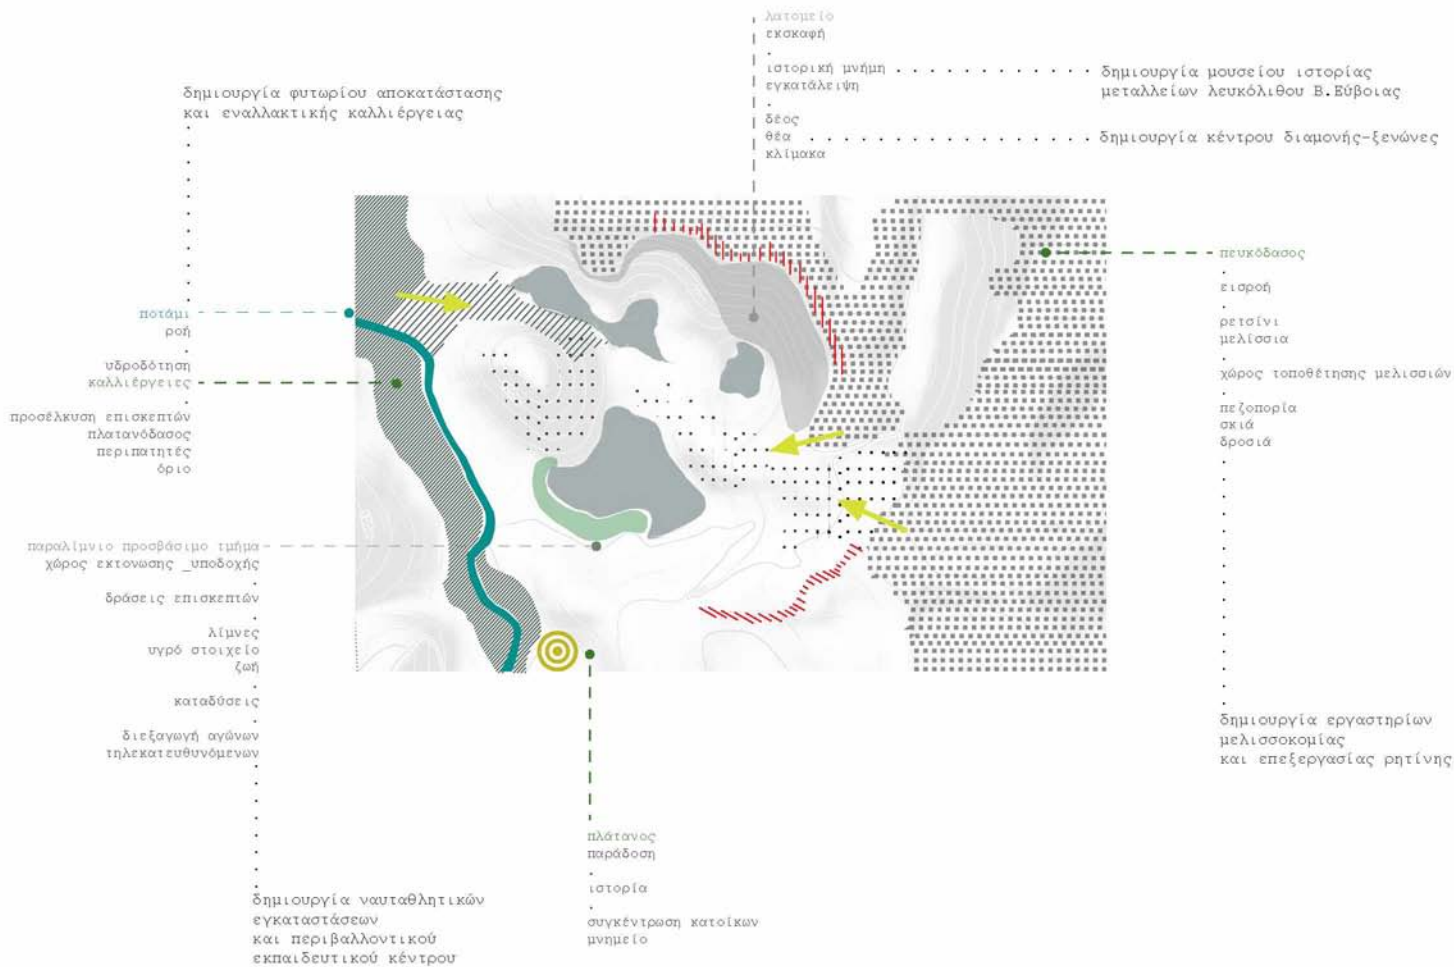 λατομείο
εκσκαφή
.
ιστορική μνήμη
εγκατάλειψη
.
δέος
θέα
κλίμακα
δημιουργία μουσείου ιστορίας
μεταλλείων λευκόλιθου Β.Εύβοιας
δημιουργία κέντρου διαμονής-ξενώνες
δημιουργία φυτωρίου αποκατάστασης
και εναλλακτικής καλλιέργειας
ποτάμι
ροή
.
υδροδότηση
καλλιέργειες
.
προσέλκυση επισκεπτών
πλατανόδασος
περιπατητές
όριο
παραλίμνιο προσβάσιμο τμήμα
χώρος εκτονωσης _υποδοχής
.
δράσεις επισκεπτών
.
λίμνες
υγρό στοιχείο
ζωή
.
καταδύσεις
.
διεξαγωγή αγώνων
τηλεκατευθυνόμενων
δημιουργία ναυταθλητικών
εγκαταστάσεων
και περιβαλλοντικού
εκπαιδευτικού κέντρου
πλάτανος
παράδοση
.
ιστορία
.
συγκέντρωση κατοίκων
μνημείο
πευκόδασος
.
εισροή
.
ρετσίνι
μελίσσια
.
χώρος τοποθέτησης μελισσιών
.
πεζοπορία
σκιά
δροσιά
δημιουργία εργαστηρίων
μελισσοκομίας
και επεξεργασίας ρητίνης